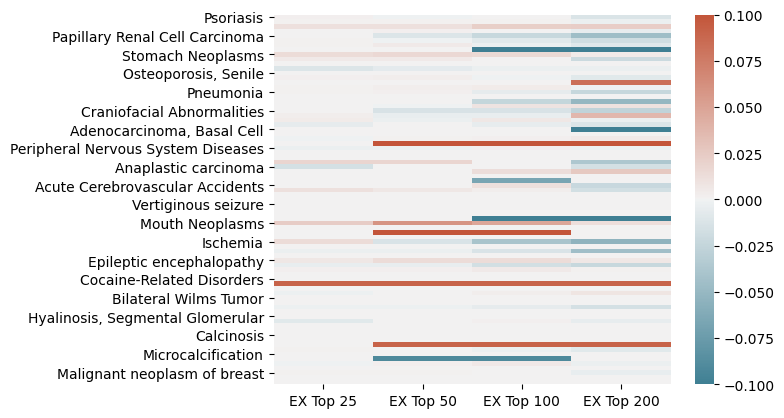 Psoriasis
Papillary Renal Cell Carcinoma
Stomach Neoplasms
Osteoporosis, Senile
Pneumonia
Craniofacial Abnormalities
Adenocarcinoma, Basal Cell
Peripheral Nervous System Diseases
Anaplastic carcinoma
Acute Cerebrovascular Accidents
Vertiginous seizure
Mouth Neoplasms
Ischemia
Epileptic encephalopathy
Cocaine-Related Disorders
Bilateral Wilms Tumor
Hyalinosis, Segmental Glomerular
Calcinosis
Microcalcification
Malignant neoplasm of breast
EX Top 25
EX Top 50
EX Top 100
EX Top 200
0.100
0.075
0.050
0.025
0.000
−0.025
−0.050
−0.075
−0.100